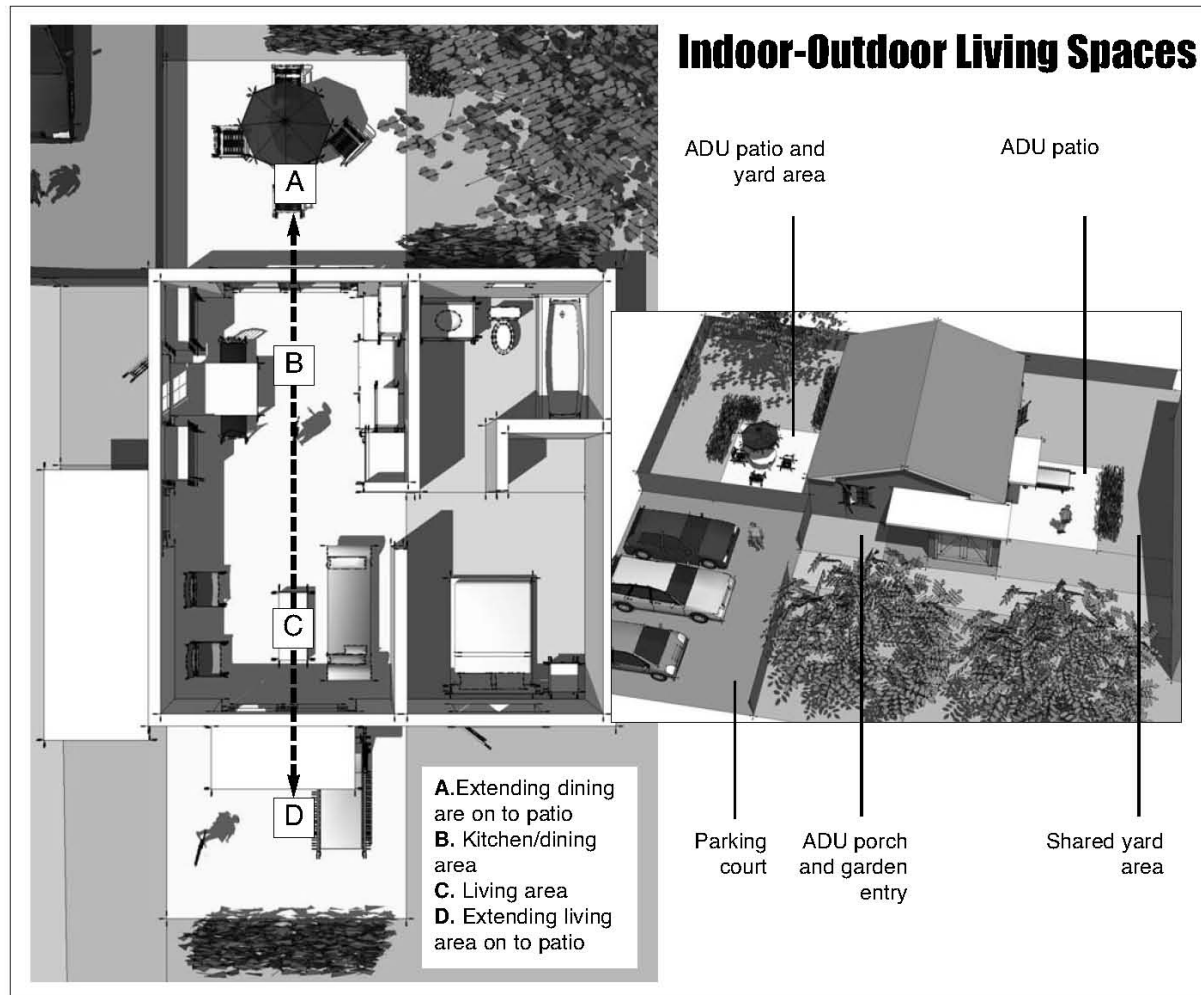 Indoor-Outdoor Living Spaces
ADU patio and
yard area
ADU patio
A
B
C
D
A.Extending dining
are on to patio
B. Kitchen/dining
area
C. Living area
D. Extending living
area on to patio
Parking
court
ADU porch
and garden
entry
Shared yard
area